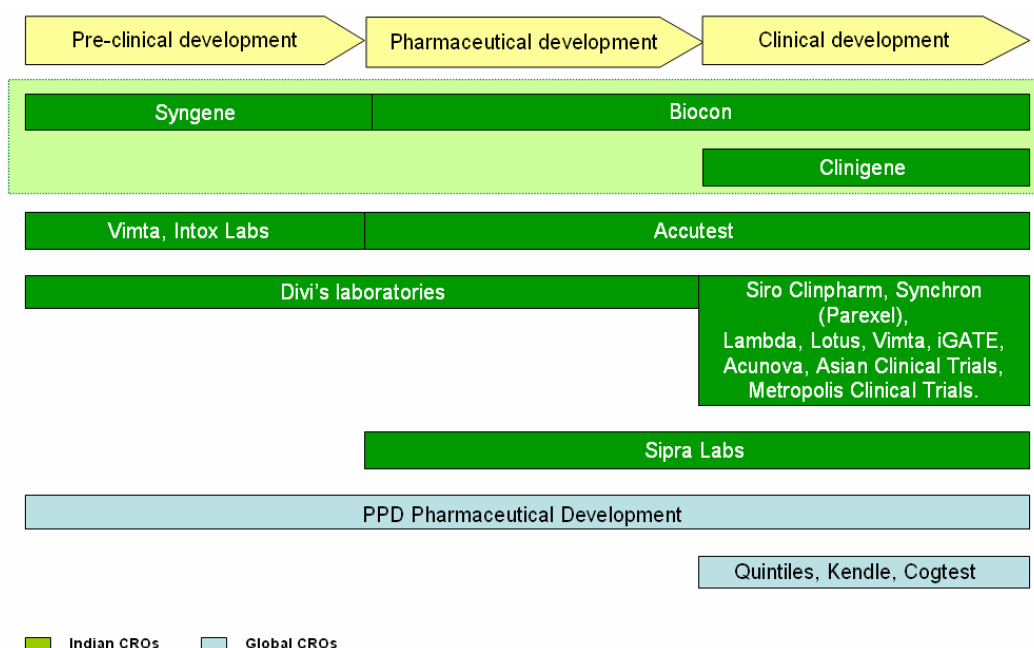 Pre-clinical development
Pharmaceutical development
Clinical development
Syngene
Biocon
Clinigene
Vimta, Intox Labs
Accutest
Divi's laboratories
Siro Clinpharm, Synchron
(Parexel),
Lambda, Lotus, Vimta, iGATE,
Acunova, Asian Clinical Trials,
Metropolis Clinical Trials.
Sipra Labs
PPD Pharmaceutical Development
Quintiles, Kendle, Cogtest
Indian CROs
Global CROs